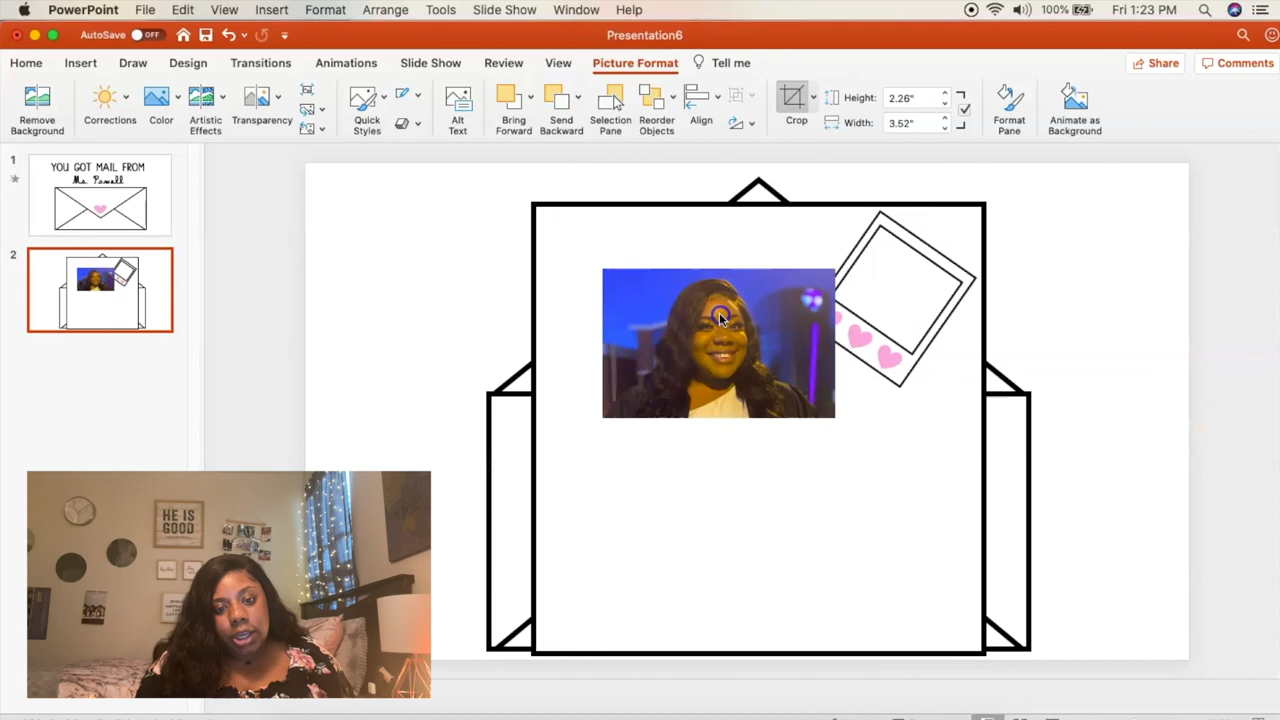 PowerPoint File Edit View Insert Format Arrange Tools Slide Show Window Help 100% Fri 1:23 PM
AutoSave OFF Presentation6
Home Insert Draw Design Transitions Animations Slide Show Review View Picture Format Tell me Share Comments
Remove Background
Corrections
Color
Artistic Effects
Transparency
Quick Styles
Alt Text
Bring Forward
Send Backward
Selection Pane
Reorder Objects
Align
Crop
Height: 2.26"
Width: 3.52"
Format Pane
Animate as Background
1
YOU GOT MAIL FROM
Ms. Powell
2
HE IS
GOOD